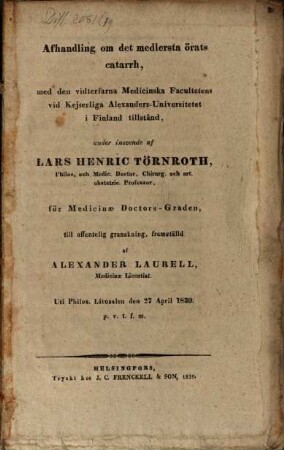 Diss. 2081
Afhandling om det medlersta örats
catarrh,
med den vidterfarna Medicinska Facultetens
vid Kejserliga Alexanders-Universitetet
i Finland tillstånd,
under inseende af
LARS HENRIC TÖRNROTH,
Philos. och Medic. Doctor, Chirurg. och art.
obstetric. Professor,
för Medicinæ Doctors-Graden,
till offentelig granskning, framställd
af
ALEXANDER LAURELL,
Medicinæ Licentiat.
Uti Philos. Lärosalen den 27 April 1839.
p. v. t. f. m.
HELSINGFORS,
Tryckt hos J. C. FRENCKELL & SON, 1839.